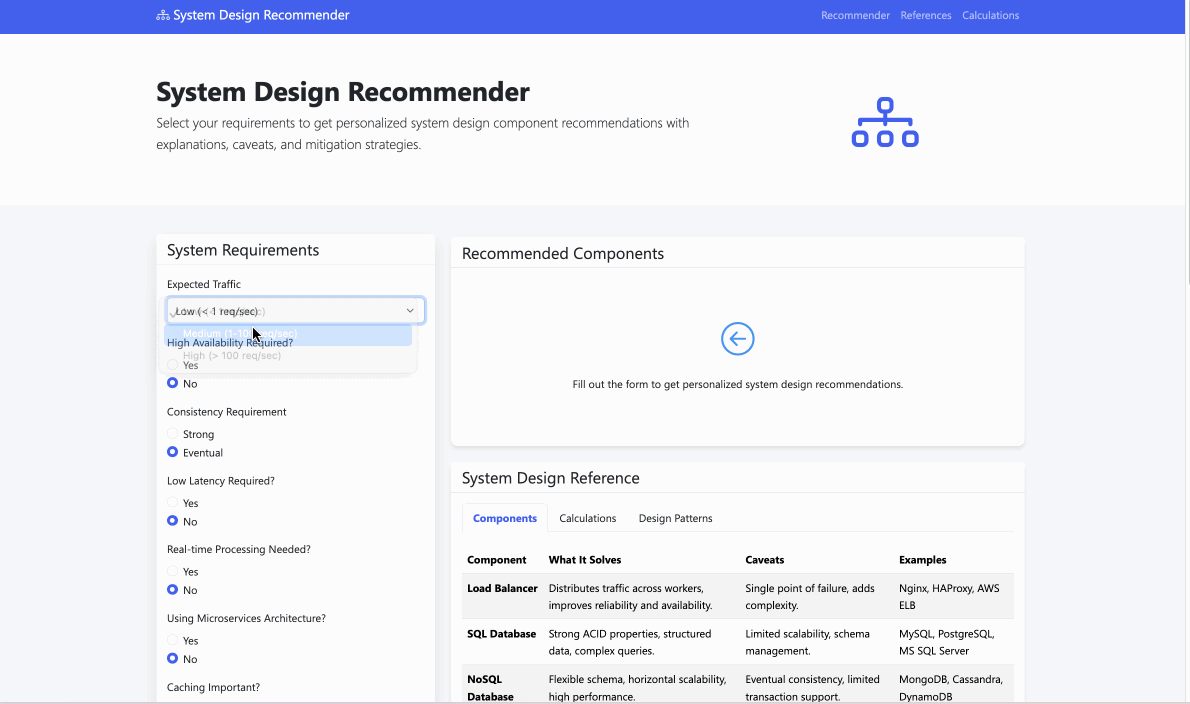 System Design Recommender
Recommender References Calculations
System Design Recommender
Select your requirements to get personalized system design component recommendations with
explanations, caveats, and mitigation strategies.
System Requirements
Expected Traffic
Low (< 1 req/sec)
Medium (1-100 req/sec)
High (> 100 req/sec)
High Availability Required?
Yes
No
Consistency Requirement
Strong
Eventual
Low Latency Required?
Yes
No
Real-time Processing Needed?
Yes
No
Using Microservices Architecture?
Yes
No
Caching Important?
Recommended Components
Fill out the form to get personalized system design recommendations.
System Design Reference
Components Calculations Design Patterns
Component What It Solves Caveats Examples
Load Balancer Distributes traffic across workers, Single point of failure, adds Nginx, HAProxy, AWS
improves reliability and availability. complexity. ELB
SQL Database Strong ACID properties, structured Limited scalability, schema MySQL, PostgreSQL,
data, complex queries. management. MS SQL Server
NoSQL Flexible schema, horizontal scalability, Eventual consistency, limited MongoDB, Cassandra,
Database high performance. transaction support. DynamoDB